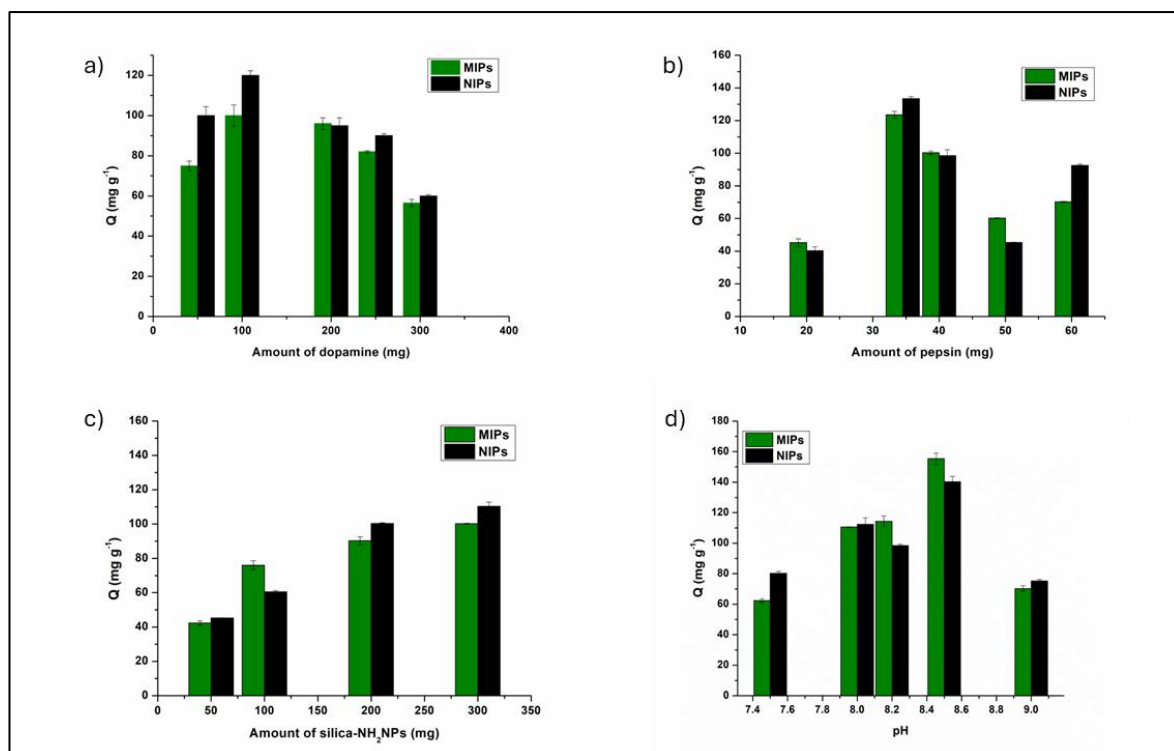 a)
MIPs
NIPs
120
100
80
60
40
20
0
Q (mg g⁻¹)
0 100 200 300 400
Amount of dopamine (mg)
b)
MIPs
NIPs
160
140
120
100
80
60
40
20
0
Q (mg g⁻¹)
10 20 30 40 50 60
Amount of pepsin (mg)
c)
MIPs
NIPs
160
140
120
100
80
60
40
20
0
Q (mg g⁻¹)
0 50 100 150 200 250 300 350
Amount of silica-NH₂NPs (mg)
d)
MIPs
NIPs
180
160
140
120
100
80
60
40
20
0
Q (mg g⁻¹)
7.4 7.6 7.8 8.0 8.2 8.4 8.6 8.8 9.0
pH